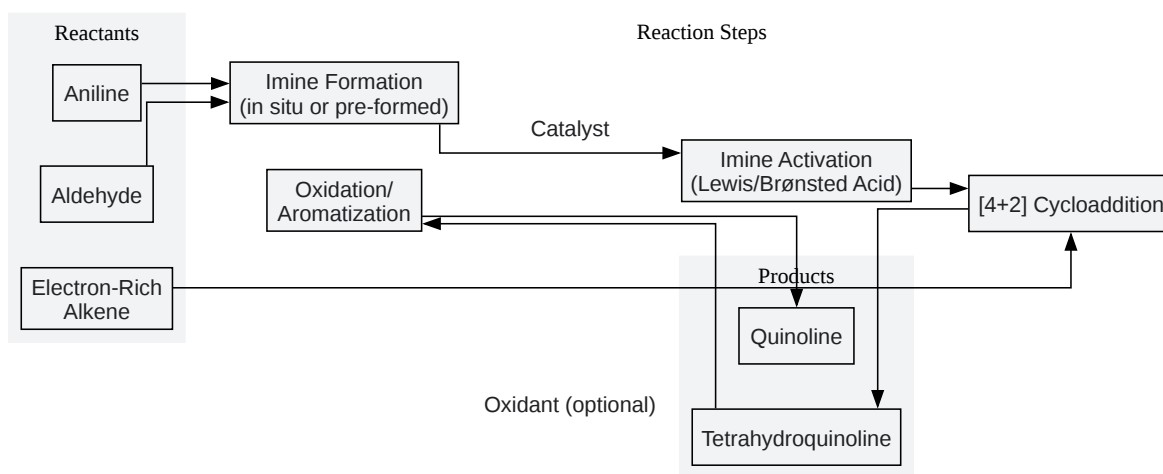 Reactants
Reaction Steps
Aniline
Imine Formation
(in situ or pre-formed)
Catalyst
Aldehyde
Imine Activation
(Lewis/Brønsted Acid)
Oxidation/
Aromatization
[4+2] Cycloaddition
Electron-Rich
Alkene
Products
Quinoline
Oxidant (optional)
Tetrahydroquinoline